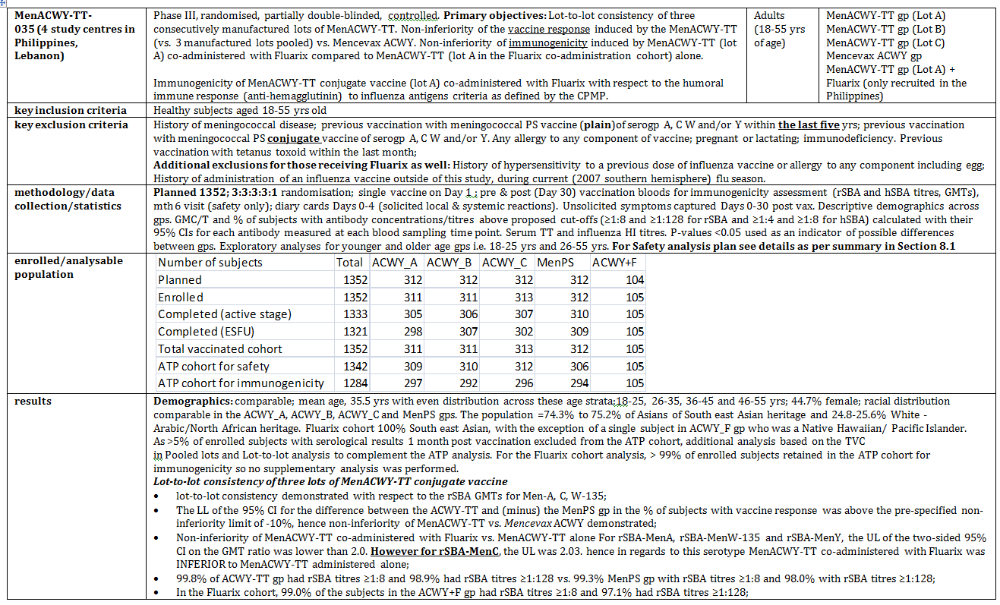 MenACWY-TT-
035 (4 study centres in
Philippines,
Lebanon)
Phase III, randomised, partially double-blinded, controlled. Primary objectives: Lot-to-lot consistency of three
consecutively manufactured lots of MenACWY-TT. Non-inferiority of the vaccine response induced by the MenACWY-TT
(vs. 3 manufactured lots pooled) vs. Mencevax ACWY. Non-inferiority of immunogenicity induced by MenACWY-TT (lot
A) co-administered with Fluarix compared to MenACWY-TT (lot A in the Fluarix co-administration cohort) alone.
Immunogenicity of MenACWY-TT conjugate vaccine (lot A) co-administered with Fluarix with respect to the humoral
immune response (anti-hemagglutinin) to influenza antigens criteria as defined by the CPMP.
Adults
(18-55 yrs
of age)
MenACWY-TT gp (Lot A)
MenACWY-TT gp (Lot B)
MenACWY-TT gp (Lot C)
Mencevax ACWY gp
MenACWY-TT gp (Lot A) +
Fluarix (only recruited in the
Philippines)
key inclusion criteria
Healthy subjects aged 18-55 yrs old
key exclusion criteria
History of meningococcal disease; previous vaccination with meningococcal PS vaccine (plain)of serogp A, C W and/or Y within the last five yrs; previous vaccination
with meningococcal PS conjugate vaccine of serogp A, C W and/or Y. Any allergy to any component of vaccine; pregnant or lactating; immunodeficiency. Previous
vaccination with tetanus toxoid within the last month;
Additional exclusions for those receiving Fluarix as well: History of hypersensitivity to a previous dose of influenza vaccine or allergy to any component including egg;
History of administration of an influenza vaccine outside of this study, during current (2007 southern hemisphere) flu season.
methodology/data
collection/statistics
Planned 1352; 3:3:3:3:1 randomisation; single vaccine on Day 1 ; pre & post (Day 30) vaccination bloods for immunogenicity assessment (rSBA and hSBA titres, GMTs),
mth 6 visit (safety only); diary cards Days 0-4 (solicited local & systemic reactions). Unsolicited symptoms captured Days 0-30 post vax. Descriptive demographics across
gps. GMC/T and % of subjects with antibody concentrations/titres above proposed cut-offs (≥1:8 and ≥1:128 for rSBA and ≥1:4 and ≥1:8 for hSBA) calculated with their
95% CIs for each antibody measured at each blood sampling time point. Serum TT and influenza HI titres. P-values <0.05 used as an indicator of possible differences
between gps. Exploratory analyses for younger and older age gps i.e. 18-25 yrs and 26-55 yrs. For Safety analysis plan see details as per summary in Section 8.1
enrolled/analysable
population
Number of subjects Total ACWY_A ACWY_B ACWY_C MenPS ACWY+F
Planned 1352 312 312 312 312 104
Enrolled 1352 311 311 313 312 105
Completed (active stage) 1333 305 306 307 310 105
Completed (ESFU) 1321 298 307 302 309 105
Total vaccinated cohort 1352 311 311 313 312 105
ATP cohort for safety 1342 309 310 312 306 105
ATP cohort for immunogenicity 1284 297 292 296 294 105
results
Demographics: comparable; mean age, 35.5 yrs with even distribution across these age strata;18-25, 26-35, 36-45 and 46-55 yrs; 44.7% female; racial distribution
comparable in the ACWY_A, ACWY_B, ACWY_C and MenPS gps. The population =74.3% to 75.2% of Asians of South east Asian heritage and 24.8-25.6% White -
Arabic/North African heritage. Fluarix cohort 100% South east Asian, with the exception of a single subject in ACWY_F gp who was a Native Hawaiian/ Pacific Islander.
As >5% of enrolled subjects with serological results 1 month post vaccination excluded from the ATP cohort, additional analysis based on the TVC
in Pooled lots and Lot-to-lot analysis to complement the ATP analysis. For the Fluarix cohort analysis, > 99% of enrolled subjects retained in the ATP cohort for
immunogenicity so no supplementary analysis was performed.
Lot-to-lot consistency of three lots of MenACWY-TT conjugate vaccine
• lot-to-lot consistency demonstrated with respect to the rSBA GMTs for Men-A, C, W-135;
• The LL of the 95% CI for the difference between the ACWY-TT and (minus) the MenPS gp in the % of subjects with vaccine response was above the pre-specified non-
inferiority limit of -10%, hence non-inferiority of MenACWY-TT vs. Mencevax ACWY demonstrated;
• Non-inferiority of MenACWY-TT co-administered with Fluarix vs. MenACWY-TT alone For rSBA-MenA, rSBA-MenW-135 and rSBA-MenY, the UL of the two-sided 95%
CI on the GMT ratio was lower than 2.0. However for rSBA-MenC, the UL was 2.03. hence in regards to this serotype MenACWY-TT co-administered with Fluarix was
INFERIOR to MenACWY-TT administered alone;
• 99.8% of ACWY-TT gp had rSBA titres ≥1:8 and 98.9% had rSBA titres ≥1:128 vs. 99.3% MenPS gp with rSBA titres ≥1:8 and 98.0% with rSBA titres ≥1:128;
• In the Fluarix cohort, 99.0% of the subjects in the ACWY+F gp had rSBA titres ≥1:8 and 97.1% had rSBA titres ≥1:128;